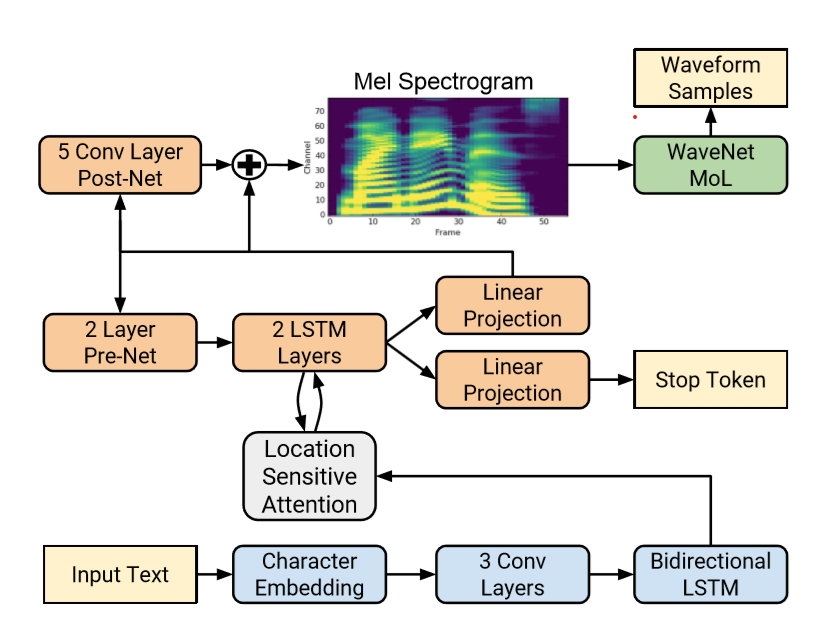 Waveform
Samples
Mel Spectrogram
5 Conv Layer
Post-Net
WaveNet
MoL
Channel
70
60
50
40
30
20
10
0
0 10 20 30 40 50
Frame
2 Layer
Pre-Net
2 LSTM
Layers
Linear
Projection
Linear
Projection
Stop Token
Location
Sensitive
Attention
Input Text
Character
Embedding
3 Conv
Layers
Bidirectional
LSTM